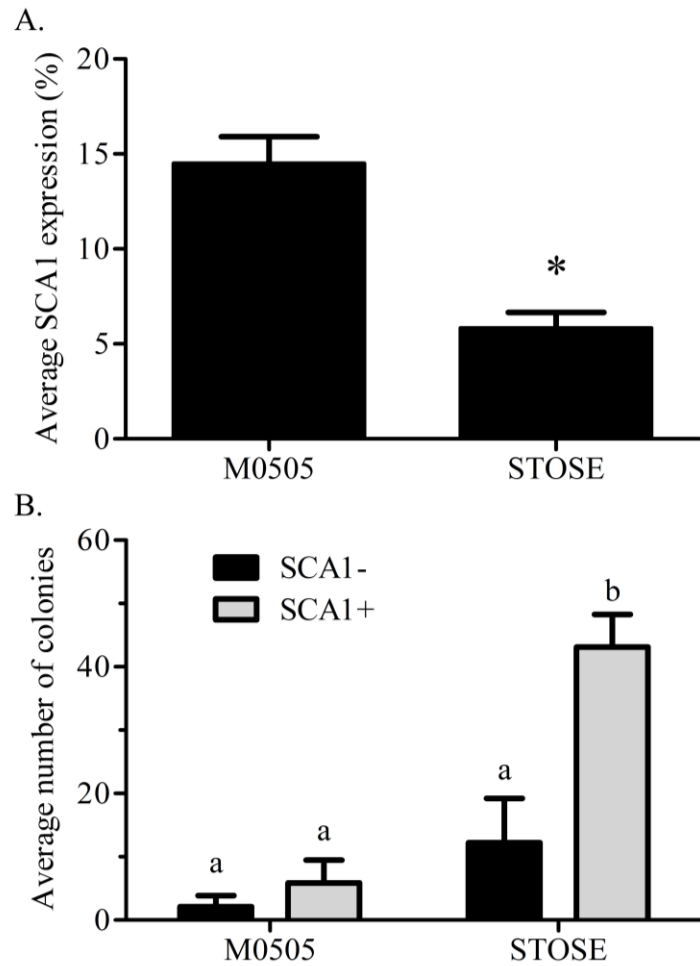 A.
Average SCA1 expression (%)
20
15
10
5
0
*
M0505
STOSE
B.
Average number of colonies
60
40
20
0
SCA1-
SCA1+
a
a
a
b
M0505
STOSE